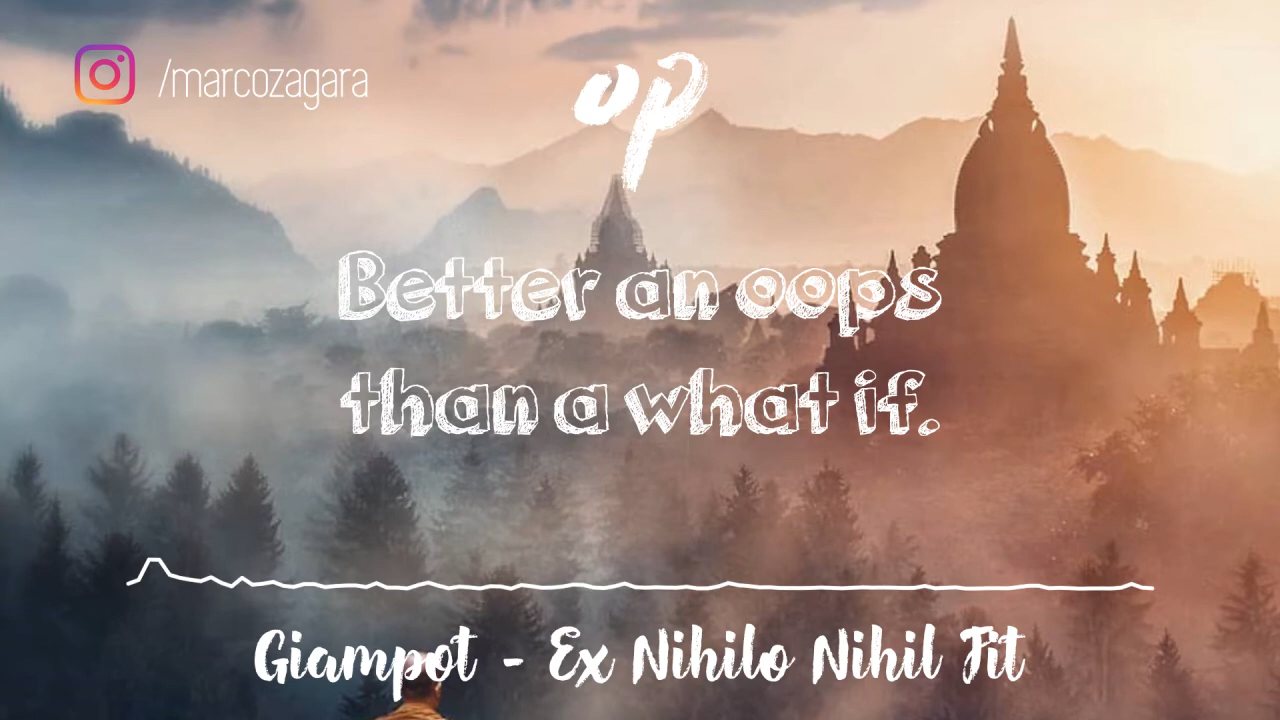 /marcozagara
op
Better an oops
than a what if.
Giampot - Ex Nihilo Nihil Fit